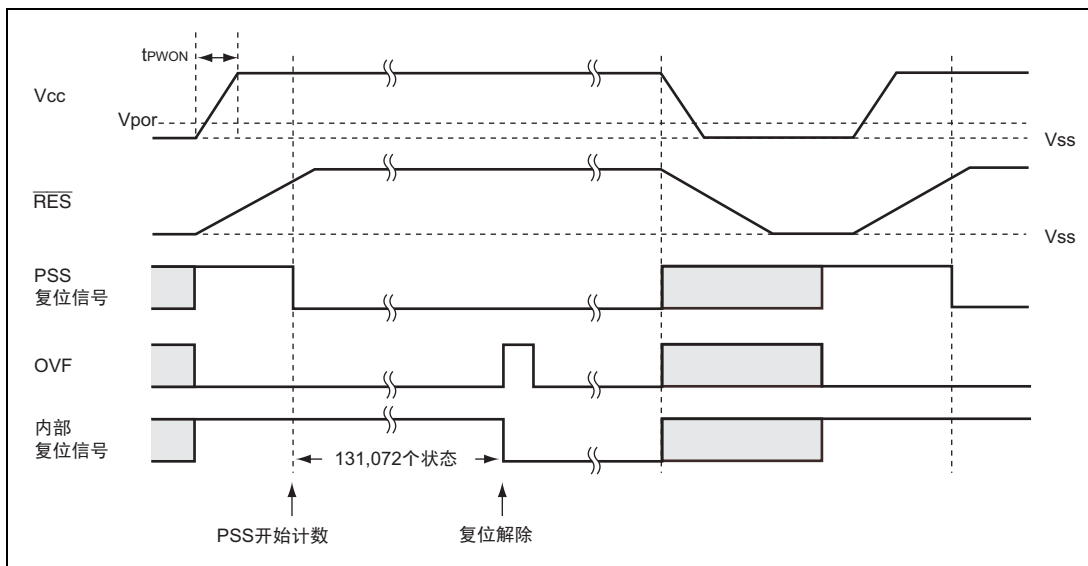 tPWON
Vcc
Vpor
Vss
RES
Vss
PSS
复位信号
OVF
内部
复位信号
131,072个状态
PSS开始计数
复位解除